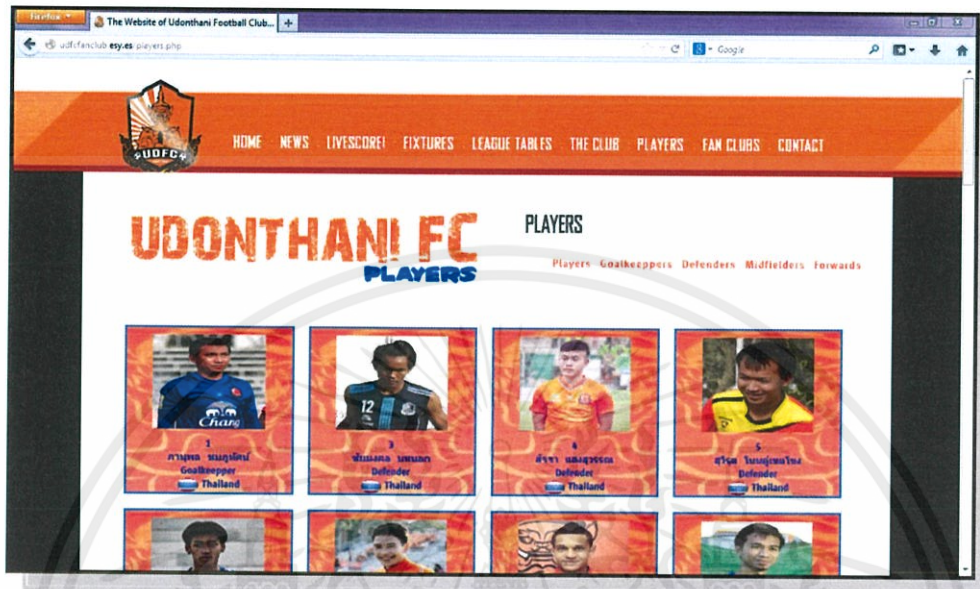 Firefox
The Website of Udonthani Football Club... +
udfcfanclub.esy.es/players.php
Google
UDFC
HOME NEWS LIVESCORE! FIXTURES LEAGUE TABLES THE CLUB PLAYERS FAN CLUBS CONTACT
UDONTHANI FC
PLAYERS
PLAYERS
Players Goalkeeppers Defenders Midfielders Forwards
Chang
12
1
Goalkeepper
Thailand
3
Defender
Thailand
4
Defender
Thailand
5
Defender
Thailand